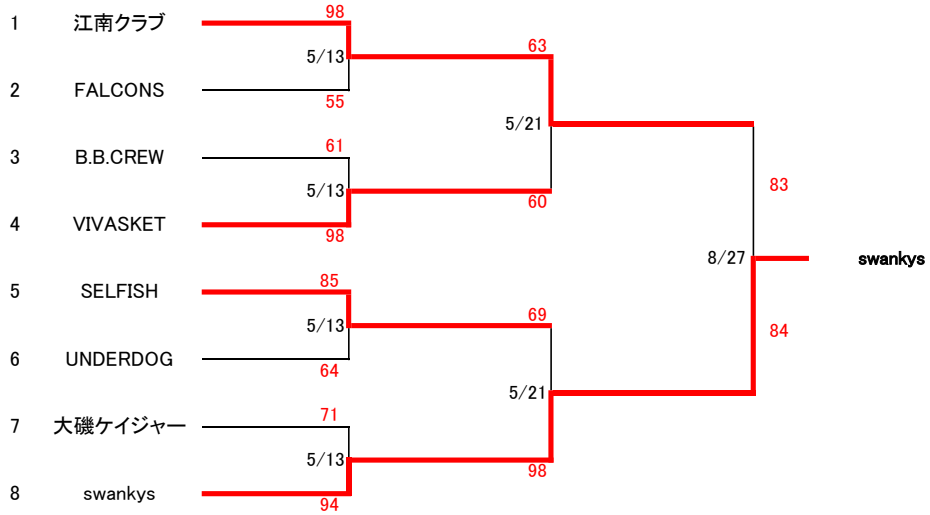 98
1 江南クラブ
63
5/13
2 FALCONS
55
5/21
61
3 B.B.CREW
83
5/13
60
4 VIVASKET
98
8/27 swankys
85
5 SELFISH
69
5/13
84
6 UNDERDOG
64
5/21
71
7 大磯ケイジャー
5/13
98
8 swankys
94